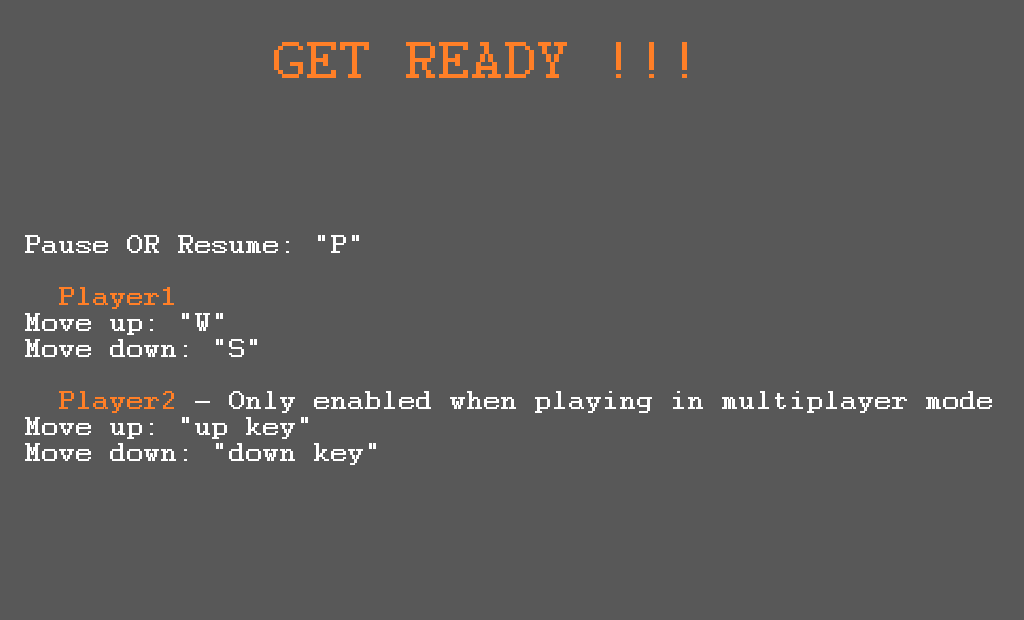 GET READY !!!
Pause OR Resume: "P"
Player1
Move up: "W"
Move down: "S"
Player2 – Only enabled when playing in multiplayer mode
Move up: "up key"
Move down: "down key"